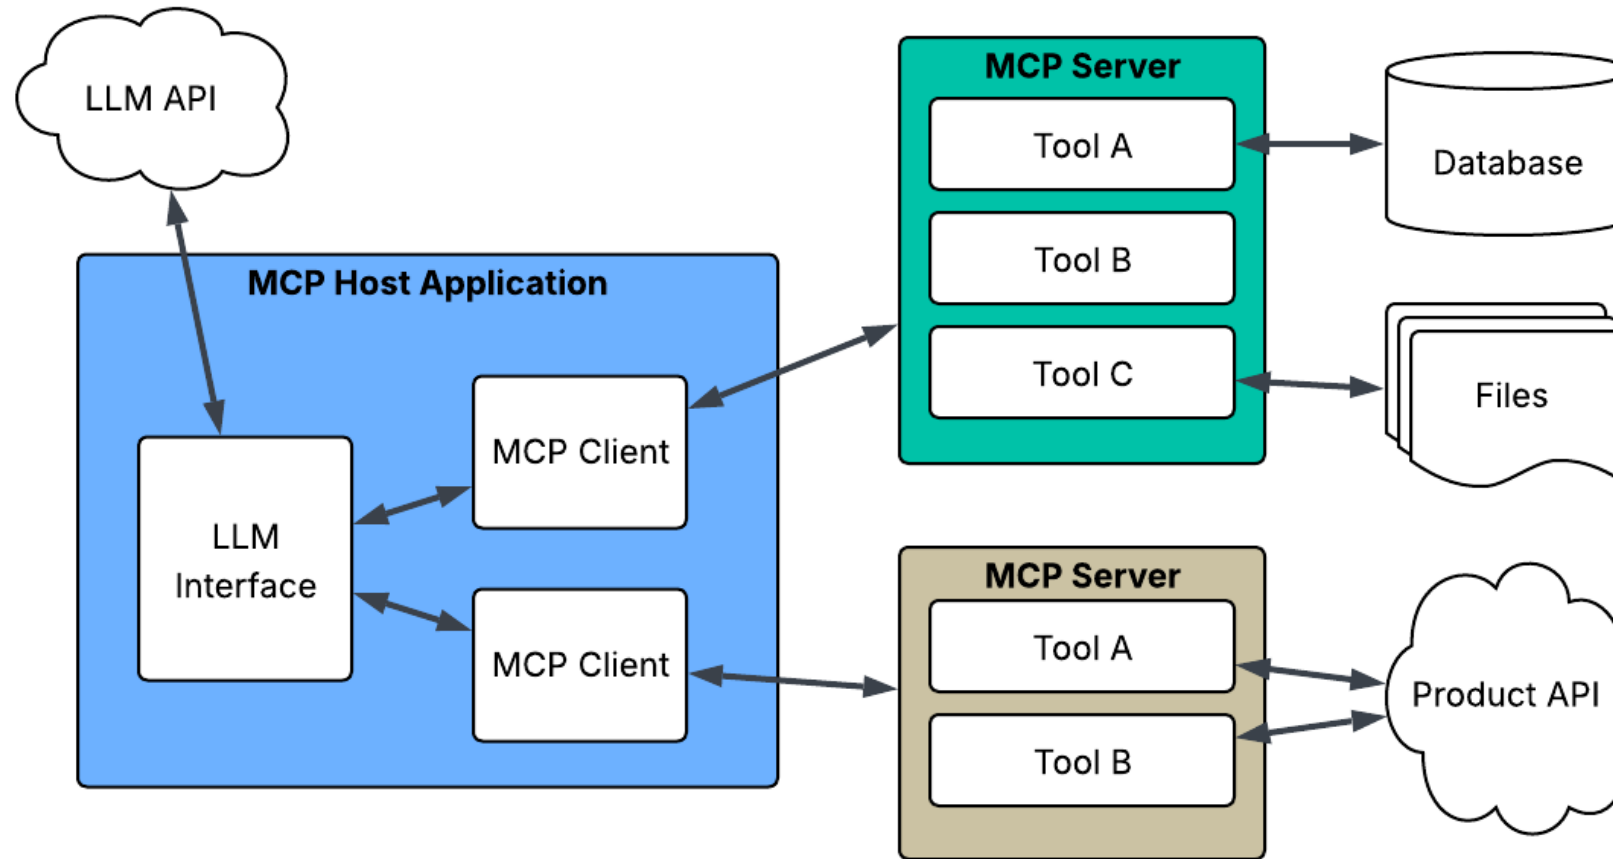 LLM API
MCP Host Application
LLM
Interface
MCP Client
MCP Client
MCP Server
Tool A
Tool B
Tool C
Database
Files
MCP Server
Tool A
Tool B
Product API